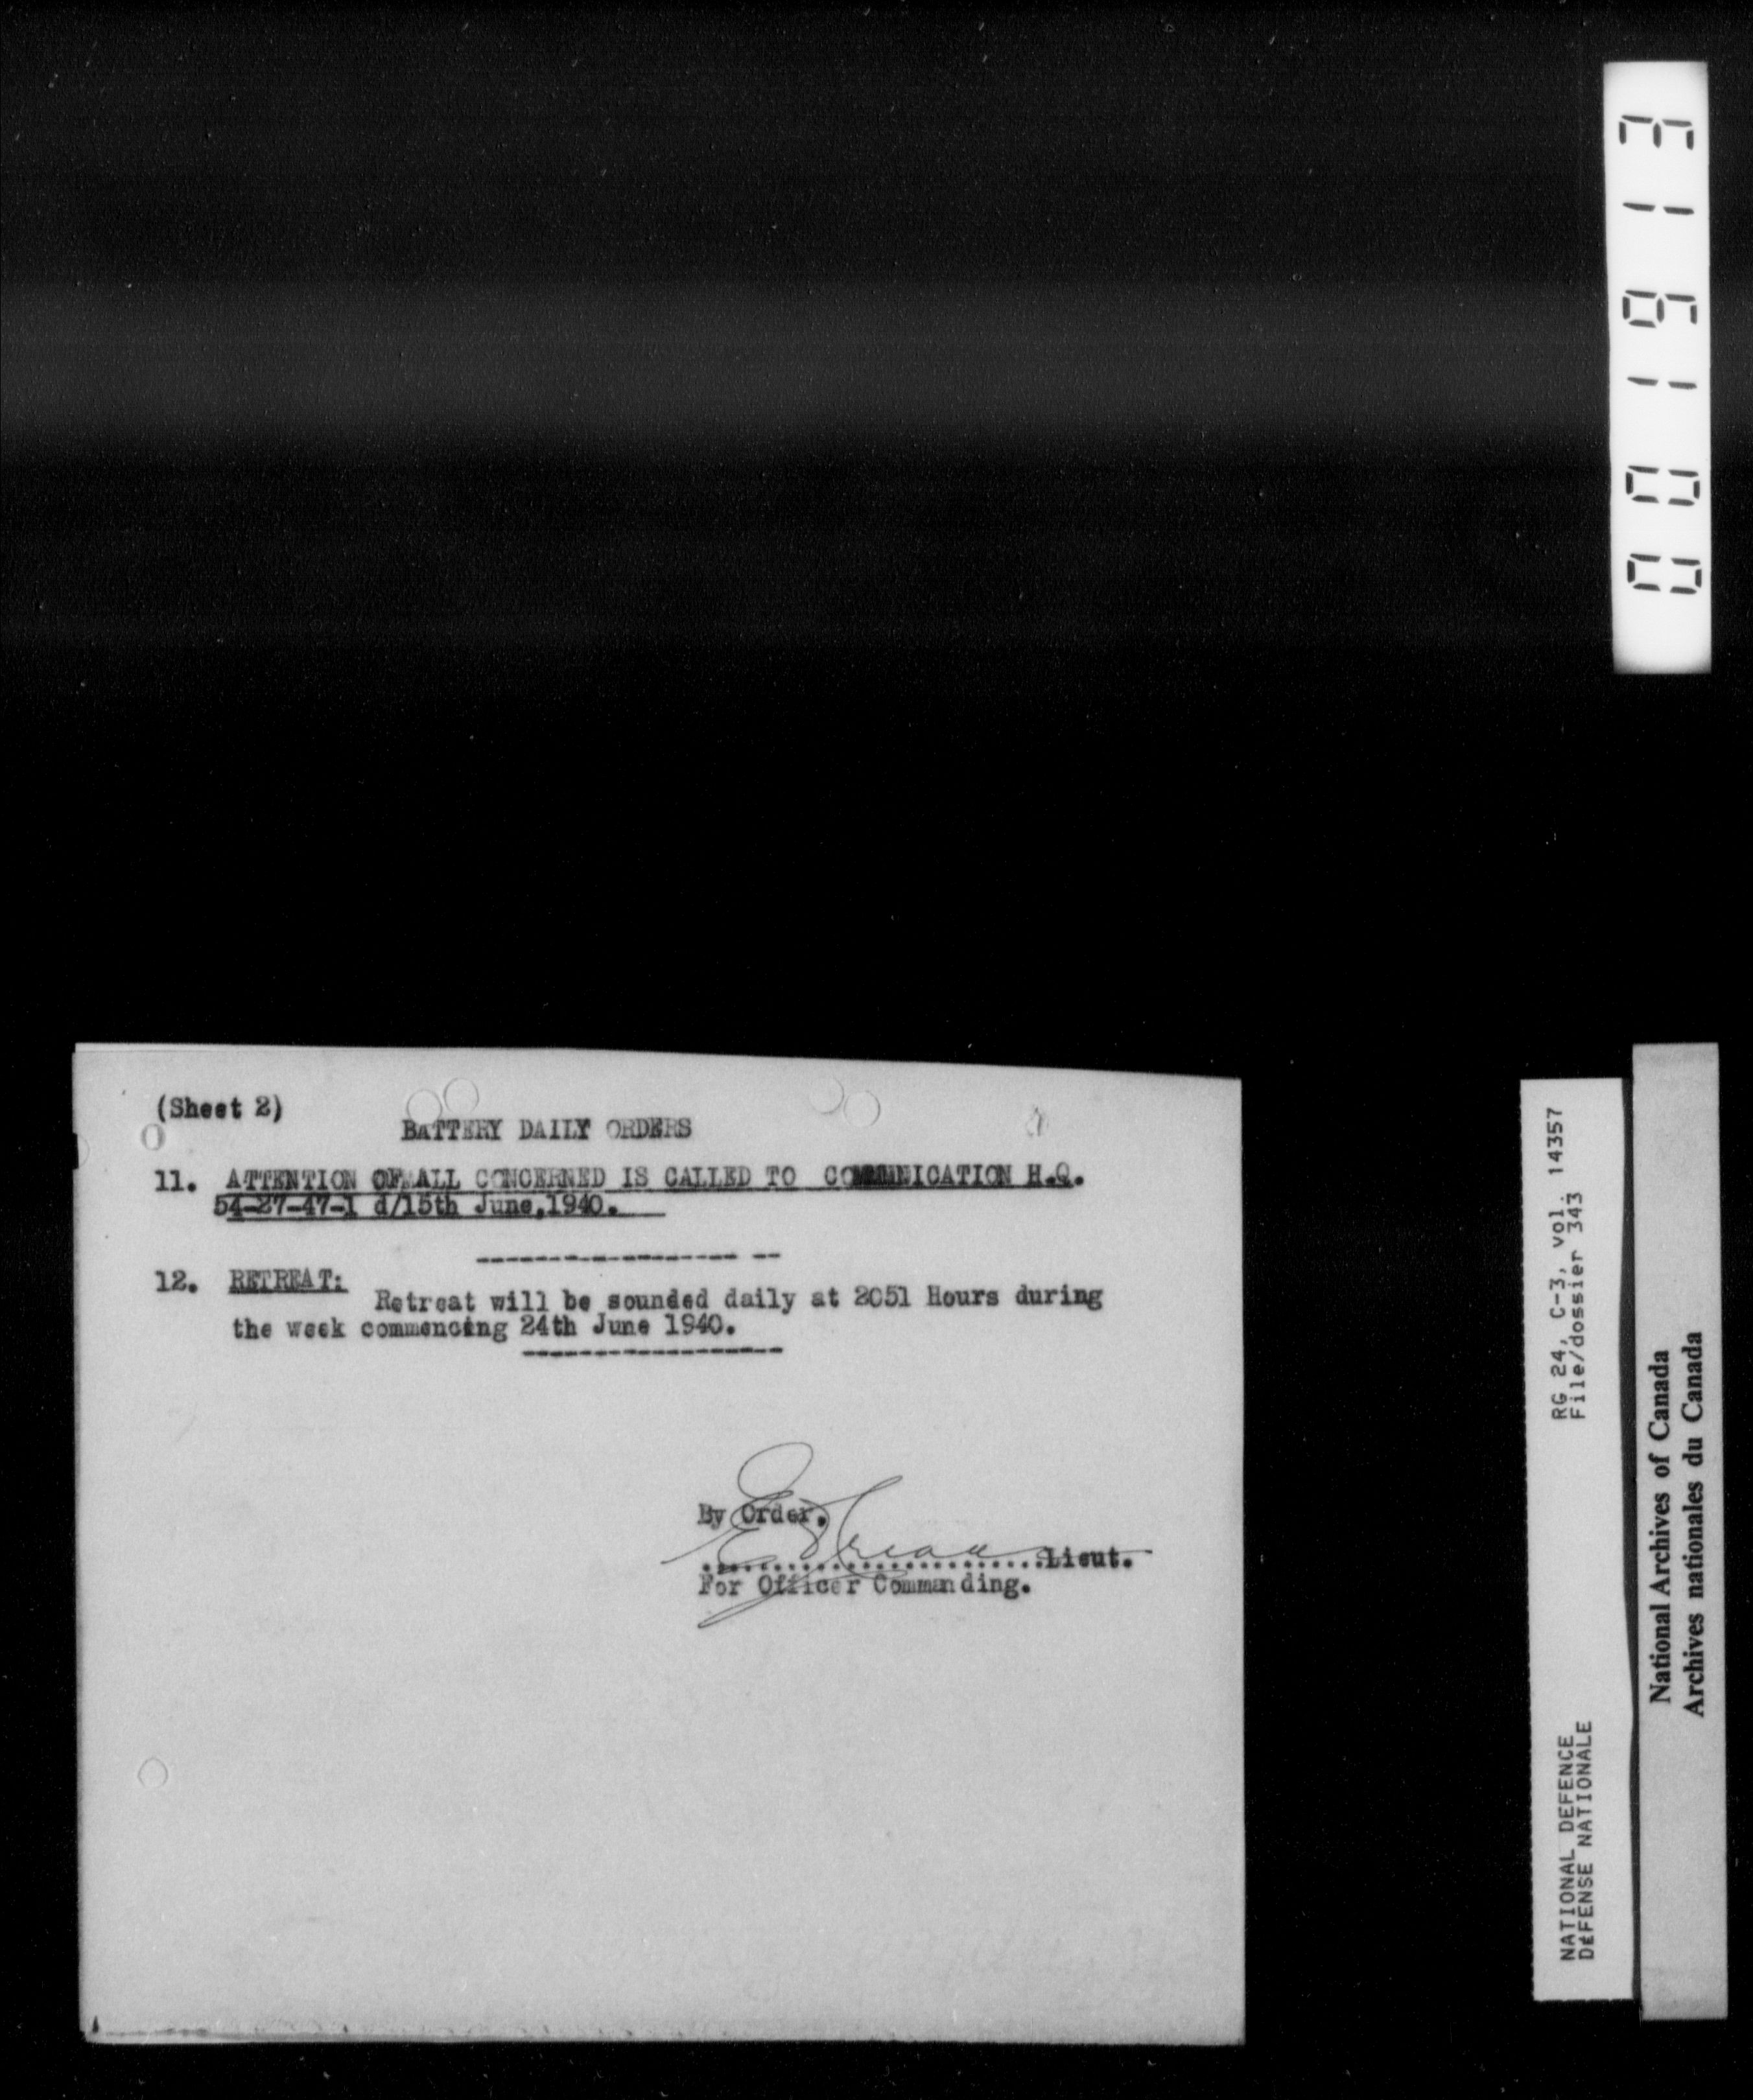 (Sheet 2)
BATTERY DAILY ORDERS
11. ATTENTION OF ALL CONCERNED IS CALLED TO COMMUNICATION H.Q.
54-27-47-1 d/15th June,1940.
12. RETREAT:
Retreat will be sounded daily at 2051 Hours during
the week commencing 24th June 1940.
By Order.
....................Lieut.
For Officer Commanding.
001913
RG 24, C-3, vol. 14357
File/dossier 343
NATIONAL DEFENCE
DÉFENSE NATIONALE
National Archives of Canada
Archives nationales du Canada